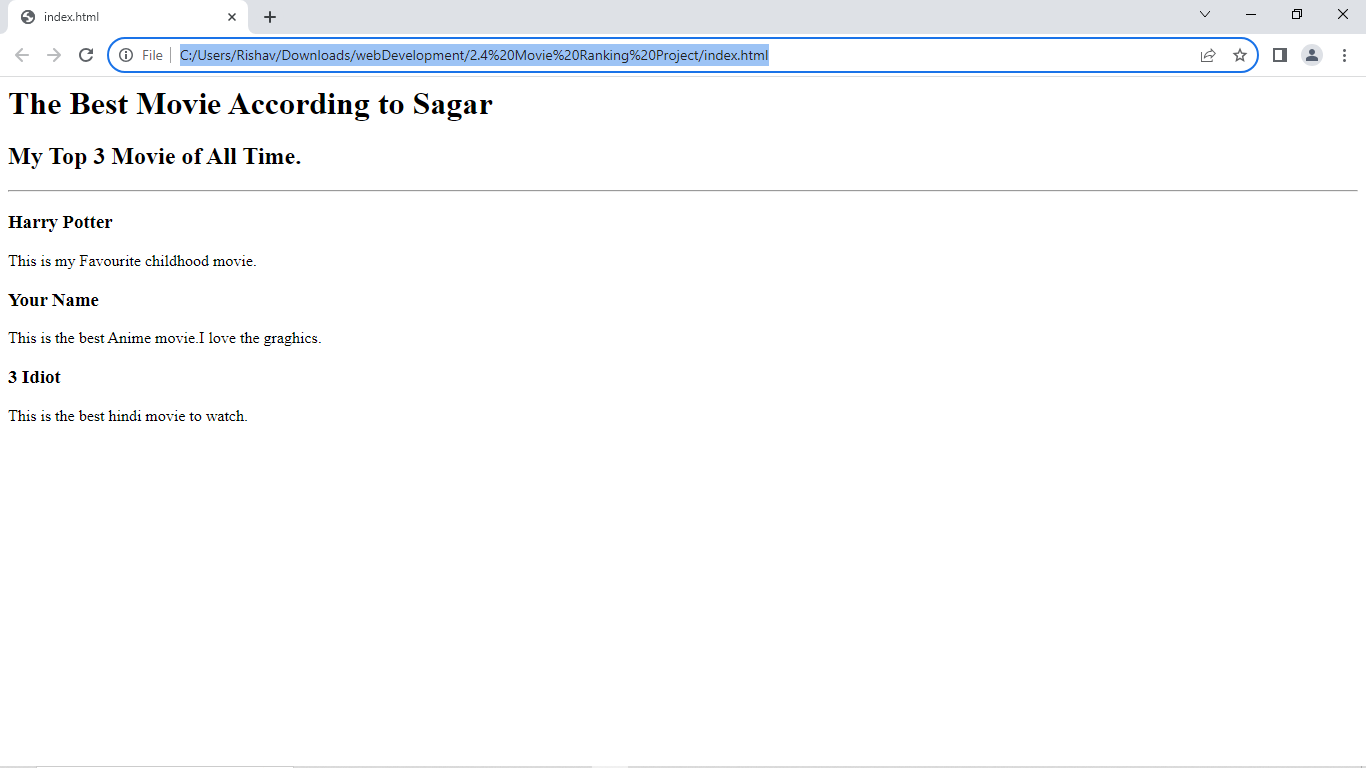 index.html
File
C:/Users/Rishav/Downloads/webDevelopment/2.4%20Movie%20Ranking%20Project/index.html
The Best Movie According to Sagar
My Top 3 Movie of All Time.
Harry Potter
This is my Favourite childhood movie.
Your Name
This is the best Anime movie.I love the graghics.
3 Idiot
This is the best hindi movie to watch.